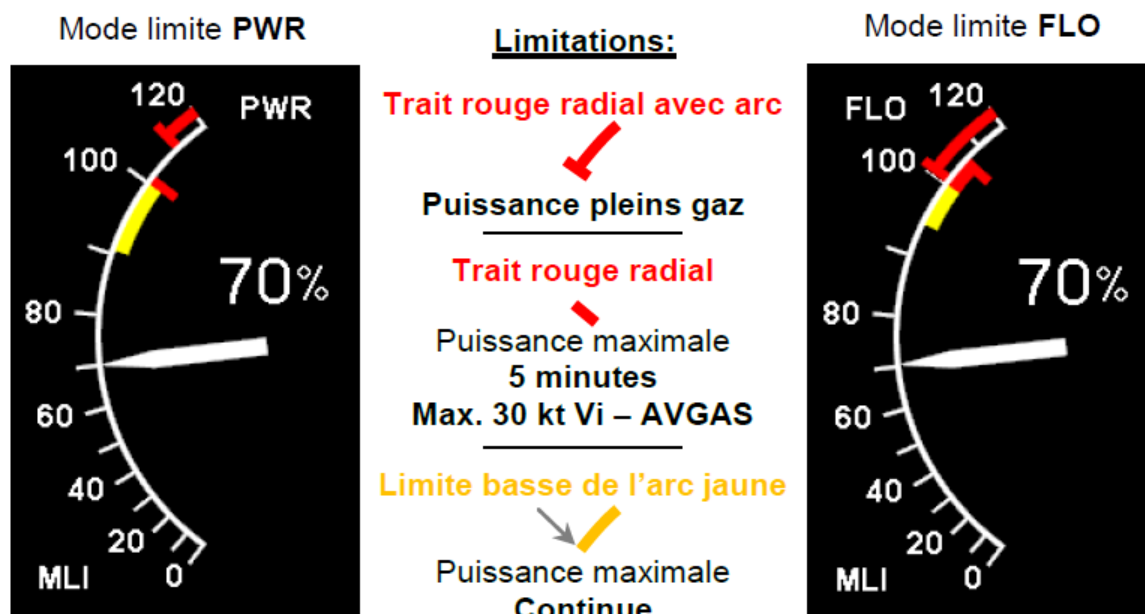 Mode limite PWR
120
PWR
100
70%
80
60
40
20
0
MLI
Limitations:
Trait rouge radial avec arc
Puissance pleins gaz
Trait rouge radial
Puissance maximale
5 minutes
Max. 30 kt Vi – AVGAS
Limite basse de l'arc jaune
Puissance maximale
Continue
Mode limite FLO
FLO
120
100
70%
80
60
40
20
0
MLI